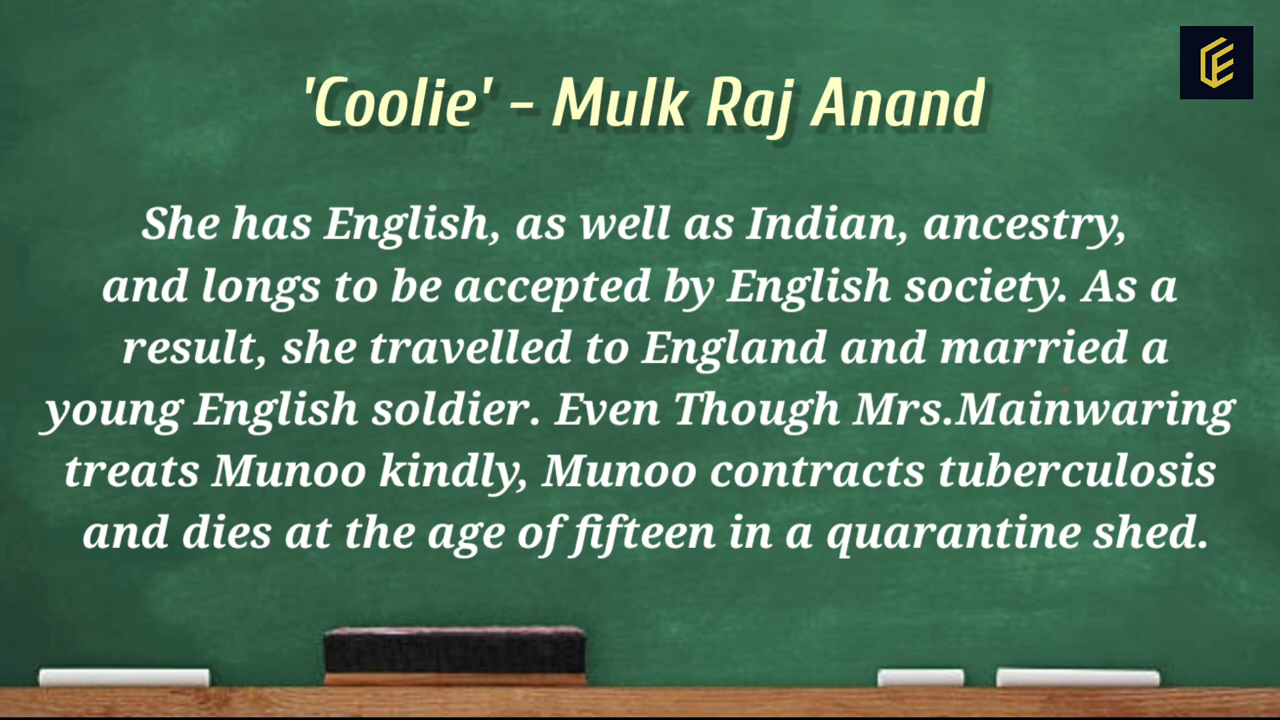 'Coolie' - Mulk Raj Anand
She has English, as well as Indian, ancestry,
and longs to be accepted by English society. As a
result, she travelled to England and married a
young English soldier. Even Though Mrs.Mainwaring
treats Munoo kindly, Munoo contracts tuberculosis
and dies at the age of fifteen in a quarantine shed.